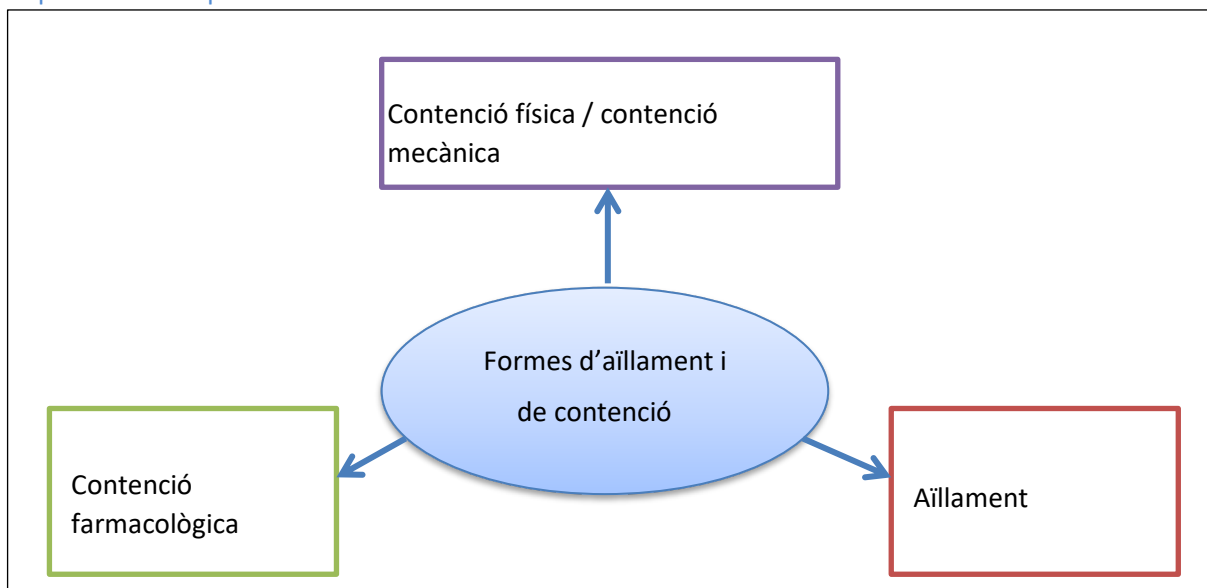 Contenció física / contenció
mecànica
Formes d’aïllament i
de contenció
Contenció
farmacològica
Aïllament